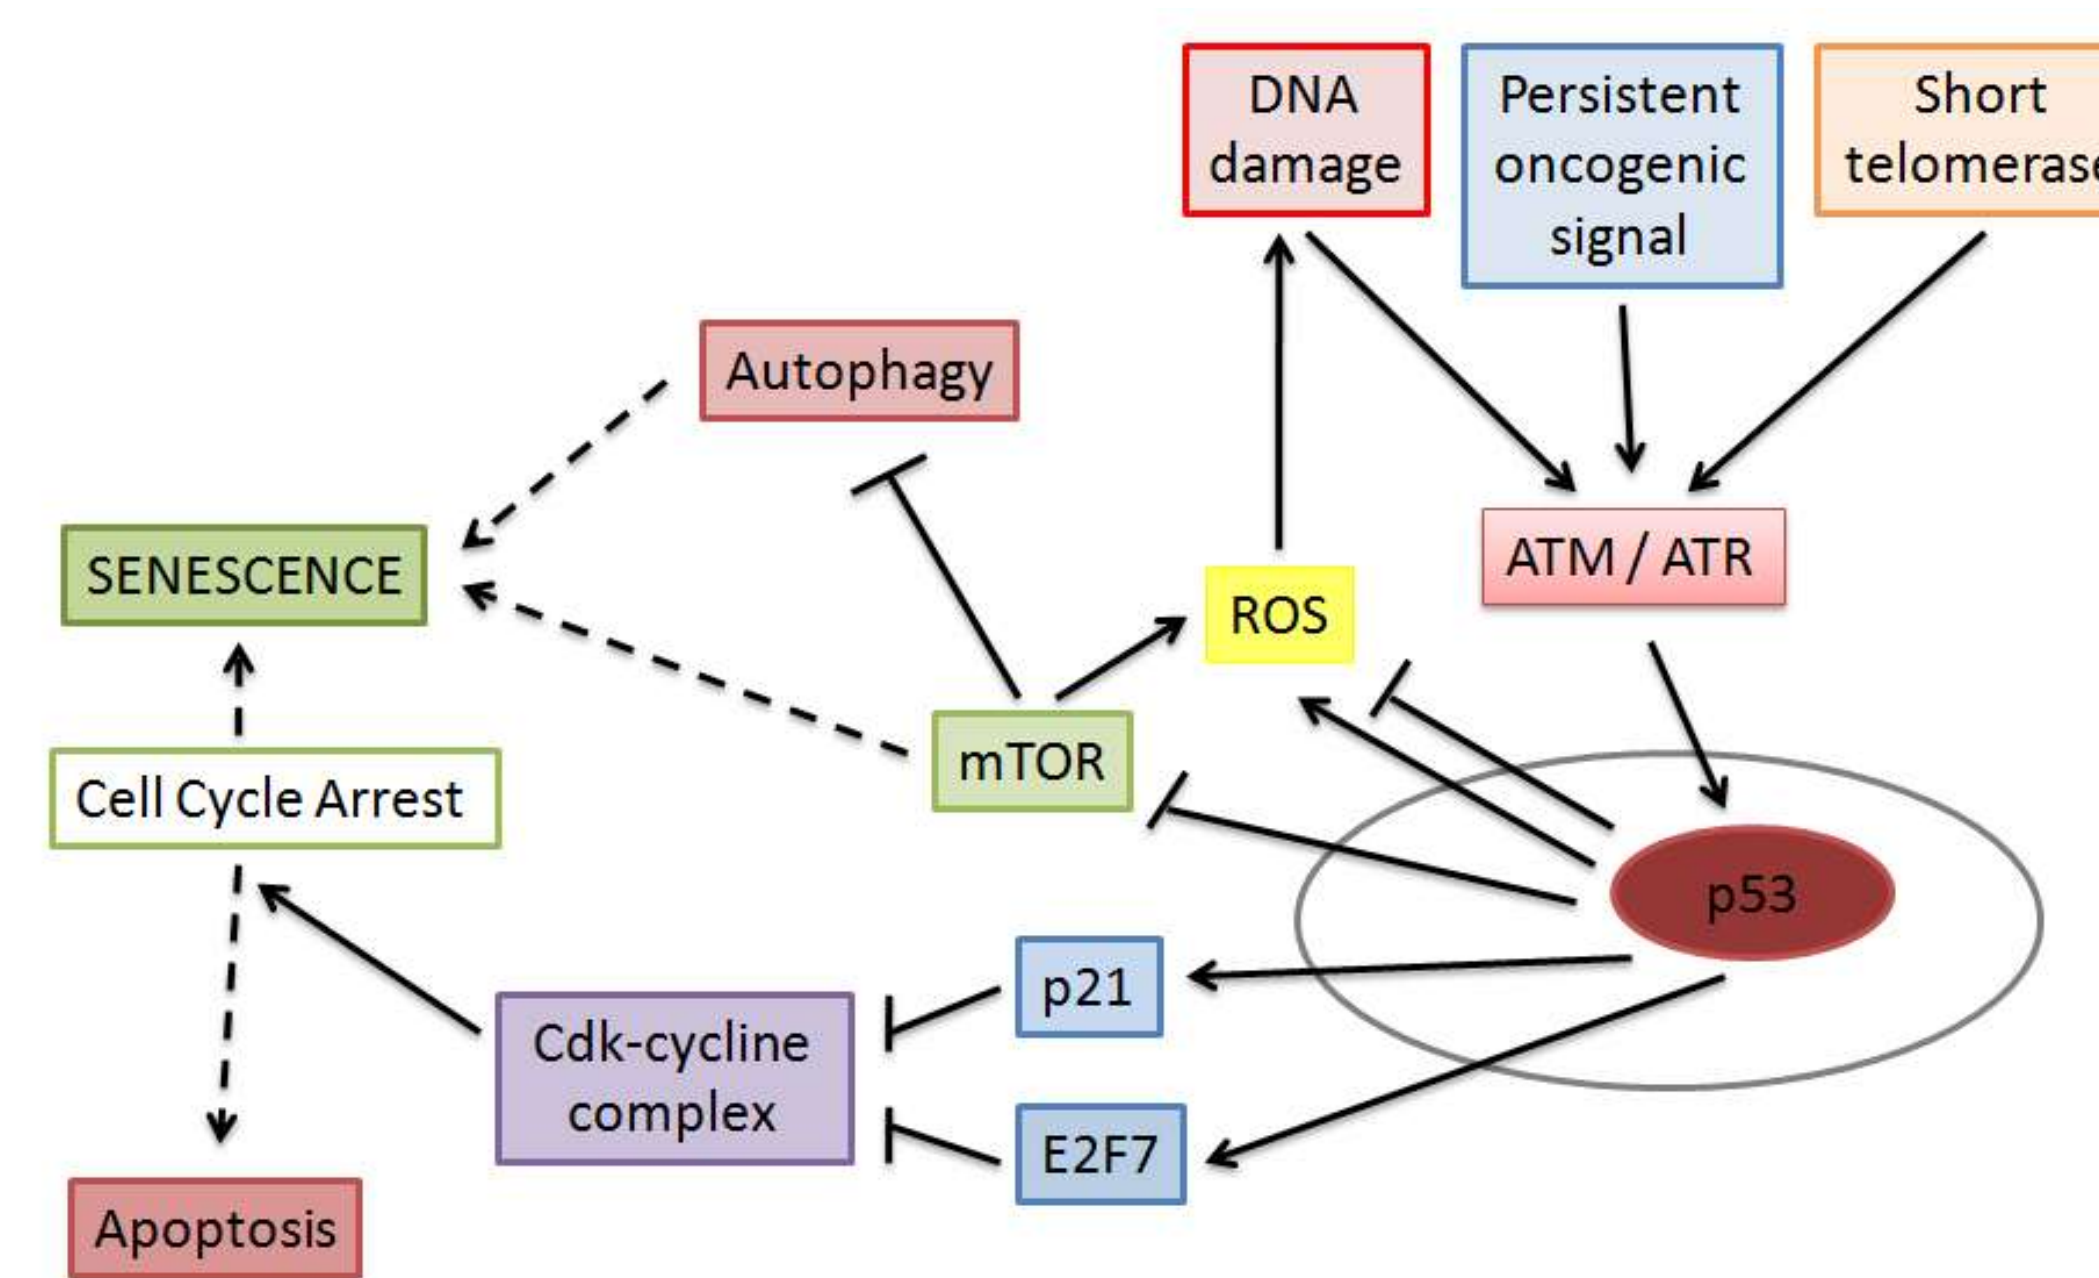 DNA
damage
Persistent
oncogenic
signal
Short
telomerase
Autophagy
SENESCENCE
ATM / ATR
ROS
mTOR
Cell Cycle Arrest
p53
p21
Cdk-cycline
complex
E2F7
Apoptosis